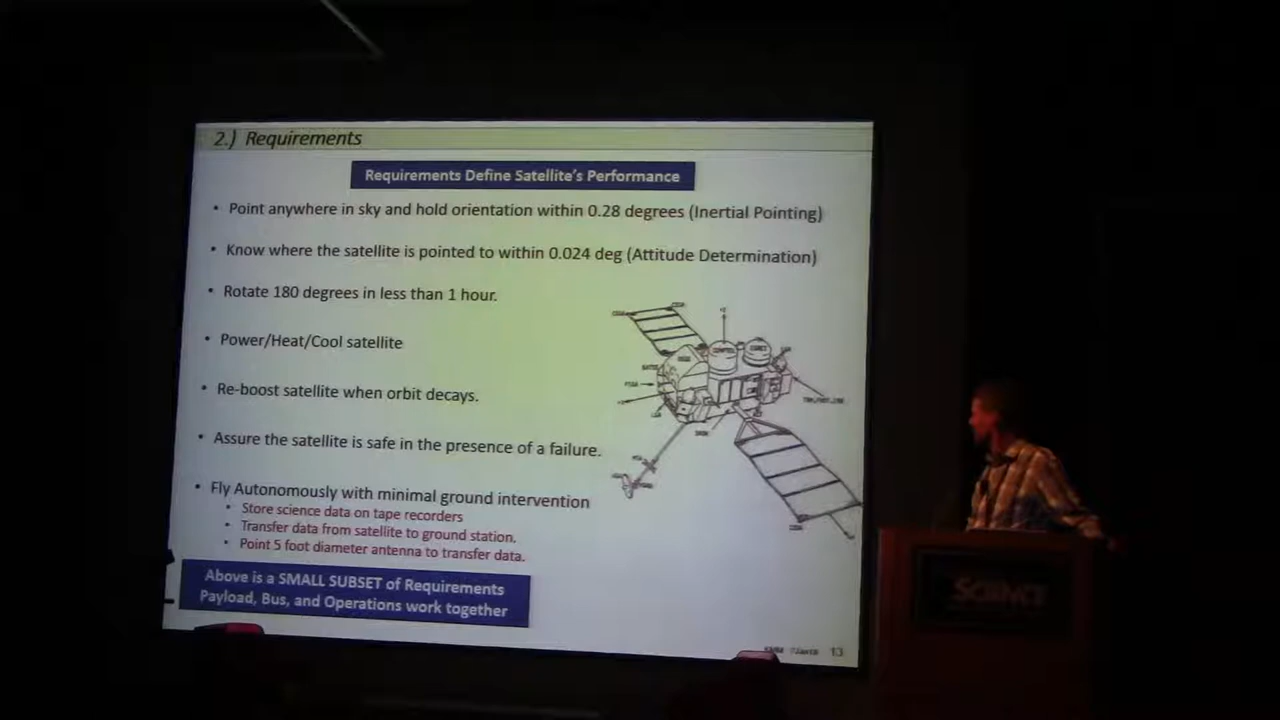 2.) Requirements
Requirements Define Satellite's Performance
• Point anywhere in sky and hold orientation within 0.28 degrees (Inertial Pointing)
• Know where the satellite is pointed to within 0.024 deg (Attitude Determination)
• Rotate 180 degrees in less than 1 hour.
• Power/Heat/Cool satellite
• Re-boost satellite when orbit decays.
• Assure the satellite is safe in the presence of a failure.
• Fly Autonomously with minimal ground intervention
• Store science data on tape recorders
• Transfer data from satellite to ground station.
• Point 5 foot diameter antenna to transfer data.
Above is a SMALL SUBSET of Requirements
Payload, Bus, and Operations work together
13
SCIENCE